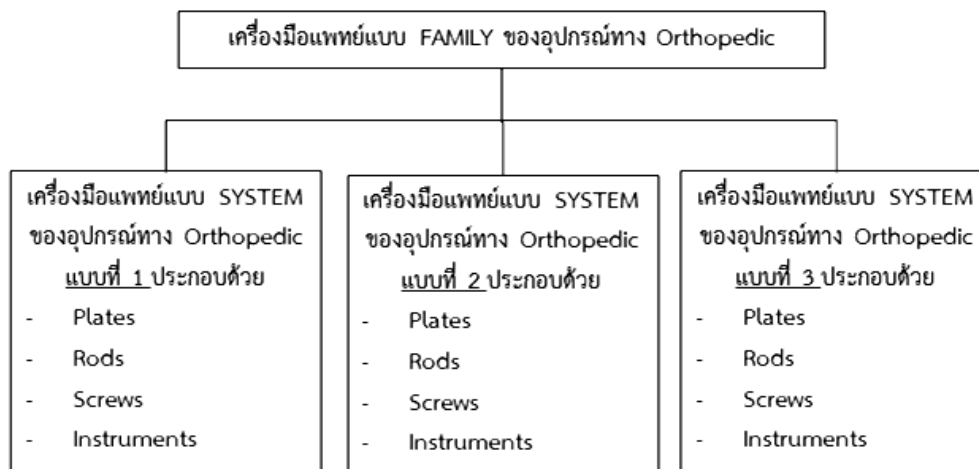 เครื่องมือแพทย์แบบ FAMILY ของอุปกรณ์ทาง Orthopedic
เครื่องมือแพทย์แบบ SYSTEM
ของอุปกรณ์ทาง Orthopedic
แบบที่ 1 ประกอบด้วย
- Plates
- Rods
- Screws
- Instruments
เครื่องมือแพทย์แบบ SYSTEM
ของอุปกรณ์ทาง Orthopedic
แบบที่ 2 ประกอบด้วย
- Plates
- Rods
- Screws
- Instruments
เครื่องมือแพทย์แบบ SYSTEM
ของอุปกรณ์ทาง Orthopedic
แบบที่ 3 ประกอบด้วย
- Plates
- Rods
- Screws
- Instruments